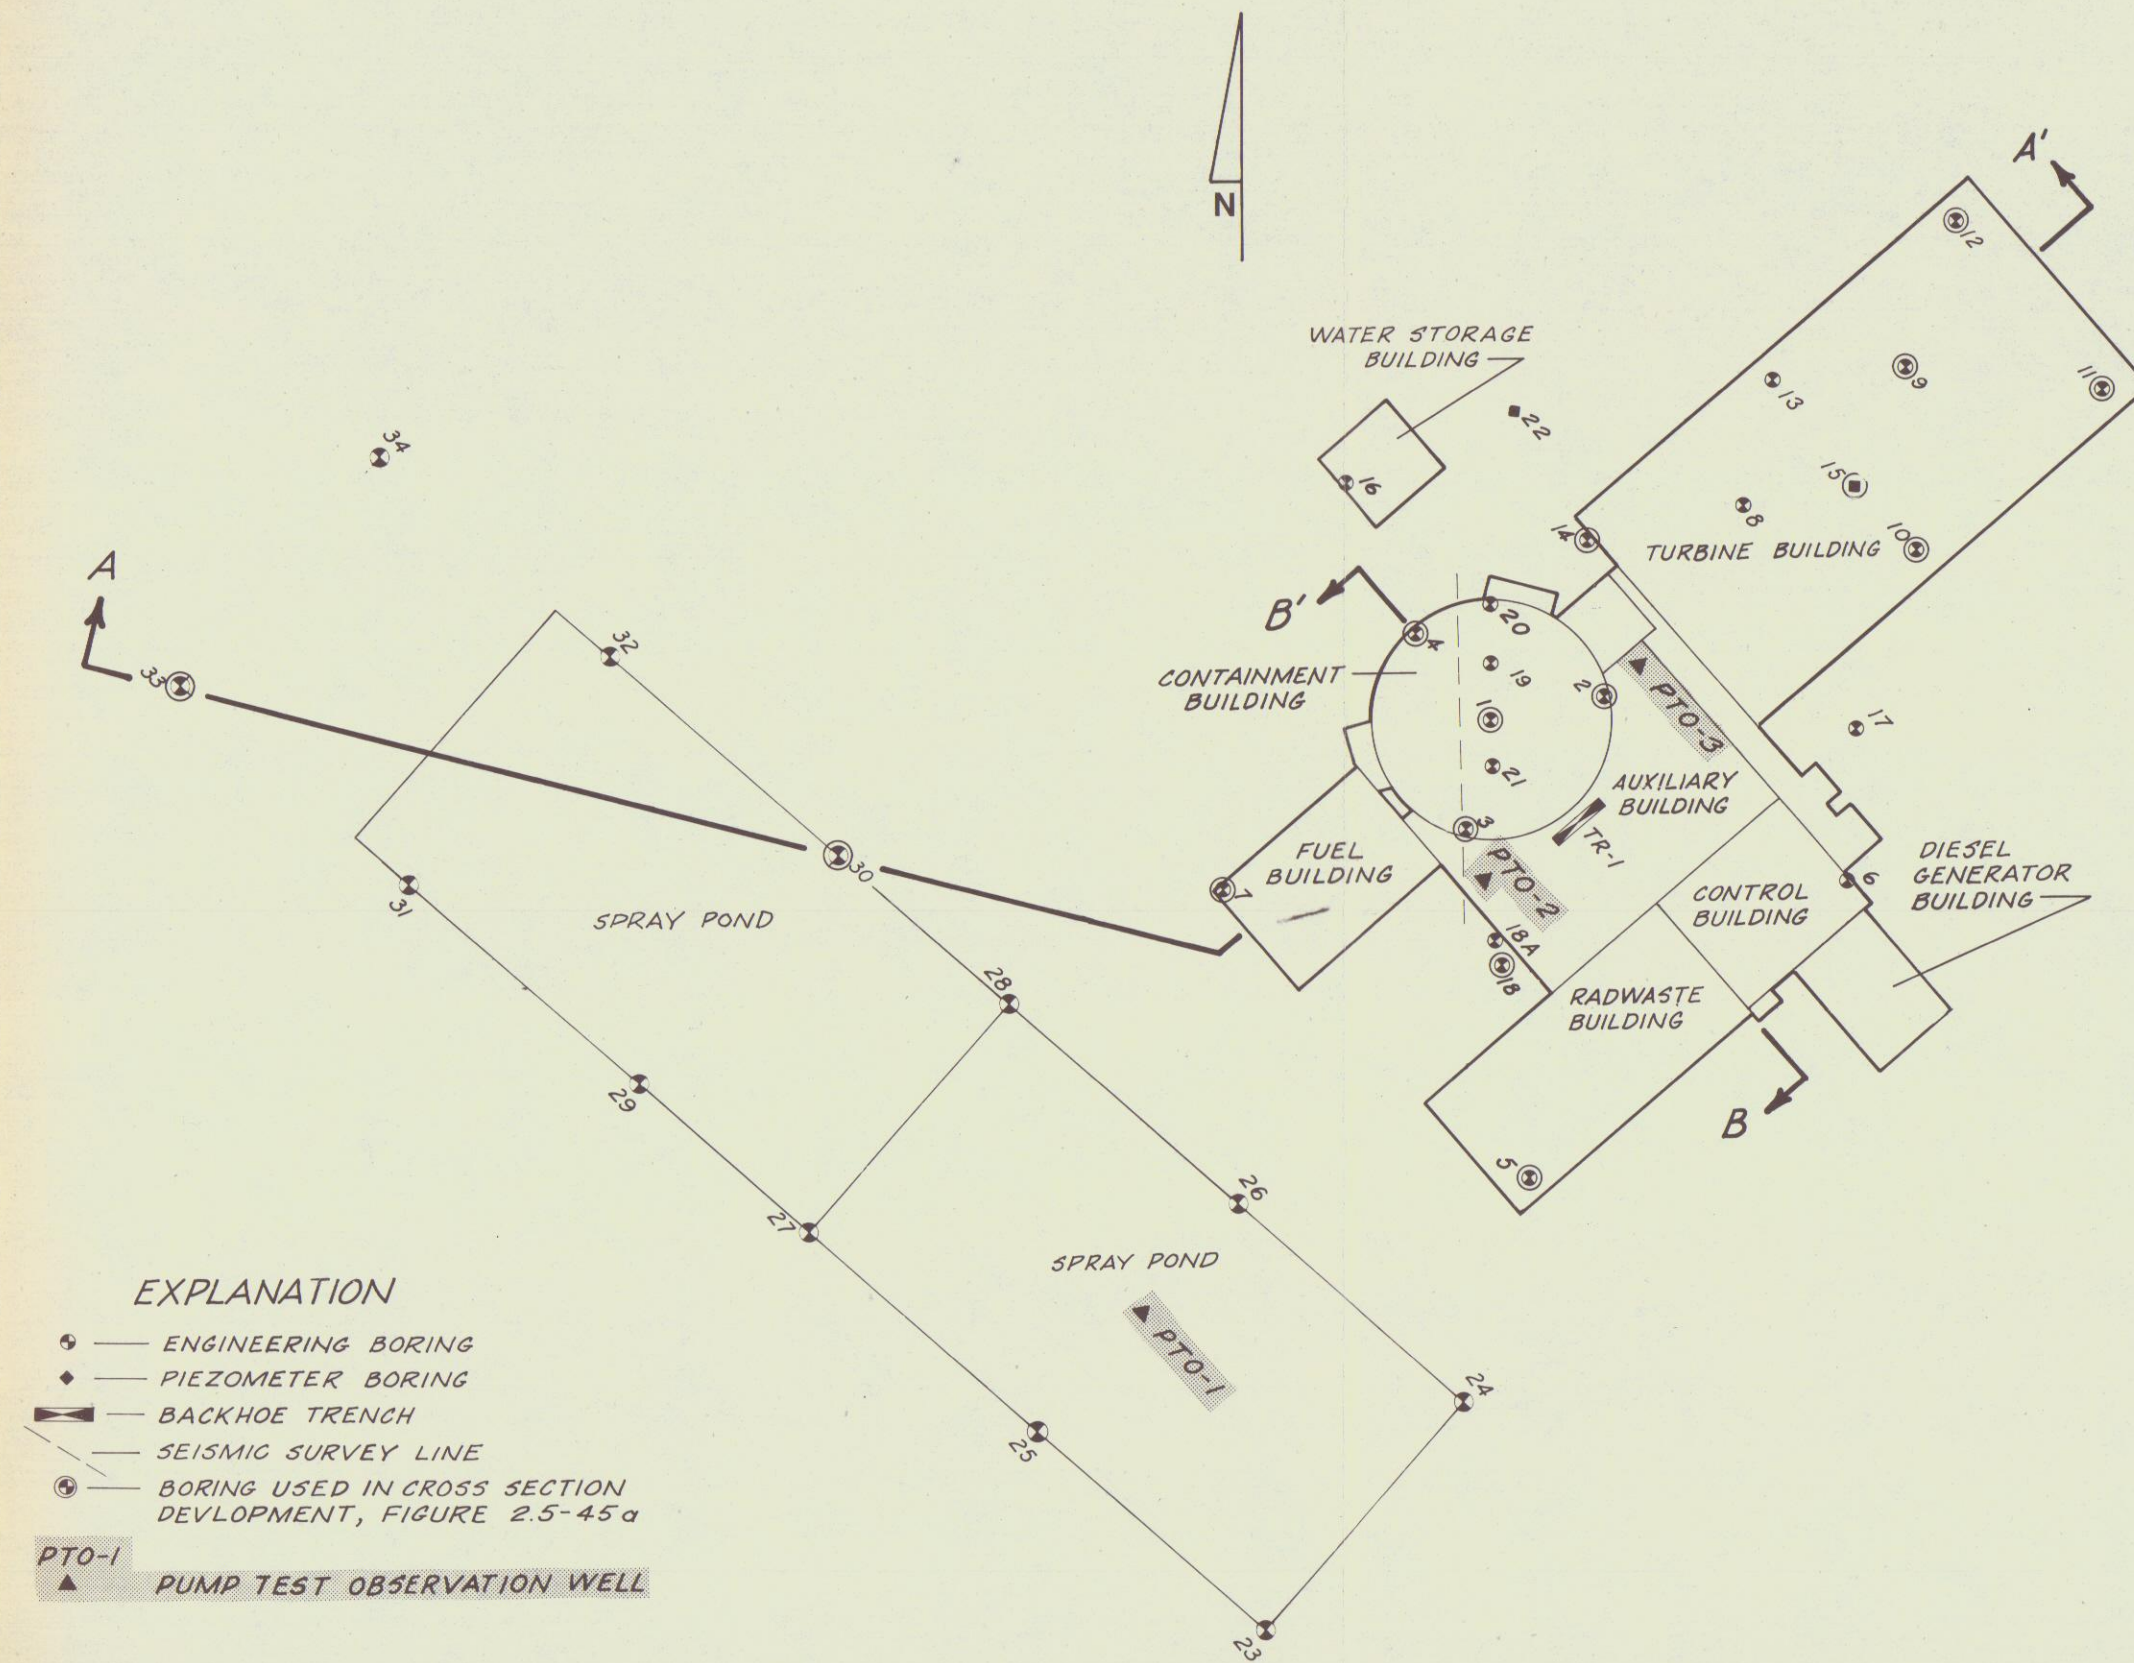 N
A'
12
WATER STORAGE
BUILDING
9
11
13
22
34
15
16
8
10
14
TURBINE BUILDING
A
B'
20
4
32
CONTAINMENT
BUILDING
19
2
33
PTO-3
1
17
21
AUXILIARY
BUILDING
3
TR-1
FUEL
BUILDING
PTO-2
DIESEL
GENERATOR
BUILDING
30
7
6
CONTROL
BUILDING
31
SPRAY POND
18A
18
28
RADWASTE
BUILDING
29
B
5
26
27
SPRAY POND
PTO-1
24
25
23
EXPLANATION
ENGINEERING BORING
PIEZOMETER BORING
BACKHOE TRENCH
SEISMIC SURVEY LINE
BORING USED IN CROSS SECTION
DEVLOPMENT, FIGURE 2.5-45a
PTO-1
PUMP TEST OBSERVATION WELL